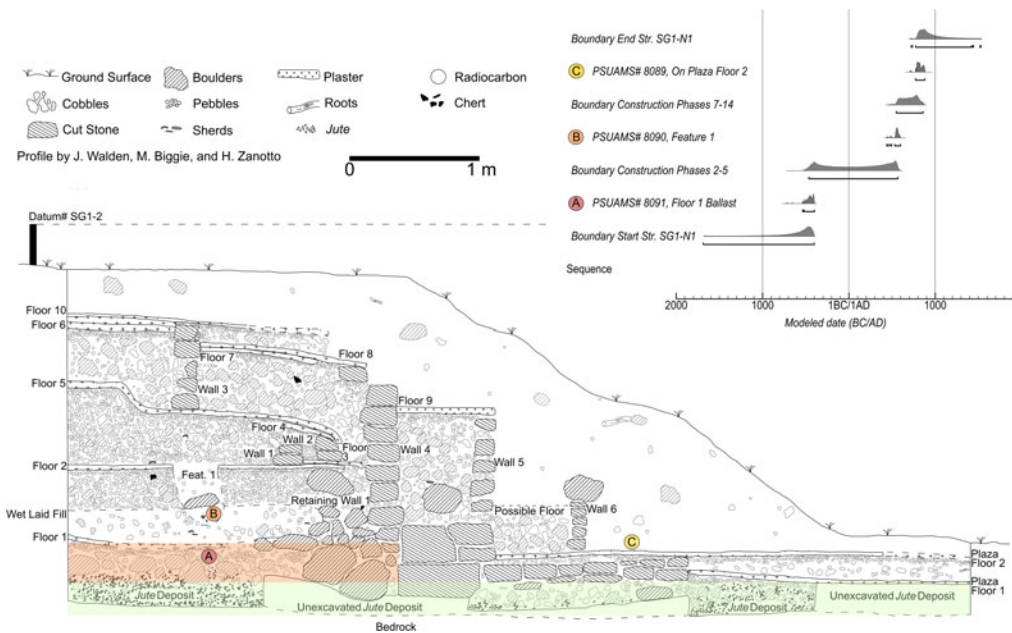 Ground Surface
Boulders
Plaster
Radiocarbon
Cobbles
Pebbles
Roots
Chert
Cut Stone
Sherds
Jute
Profile by J. Walden, M. Biggie, and H. Zanotto
0
1 m
Boundary End Str. SG1-N1
C PSUAMS# 8089, On Plaza Floor 2
Boundary Construction Phases 7-14
B PSUAMS# 8090, Feature 1
Boundary Construction Phases 2-5
A PSUAMS# 8091, Floor 1 Ballast
Boundary Start Str. SG1-N1
Sequence
2000 1000 1BC/1AD 1000
Modeled date (BC/AD)
Datum# SG1-2
Floor 10
Floor 6
Floor 7
Floor 8
Floor 5
Wall 3
Floor 9
Floor 4
Wall 2
Wall 1
Floor
3
Wall 4
Wall 5
Floor 2
Feat. 1
Retaining Wall 1
Wet Laid Fill
B
Possible Floor
Wall 6
Floor 1
A
C
Plaza
Floor 2
Plaza
Floor 1
Jute Deposit
Unexcavated Jute Deposit
Jute Deposit
Unexcavated Jute Deposit
Bedrock